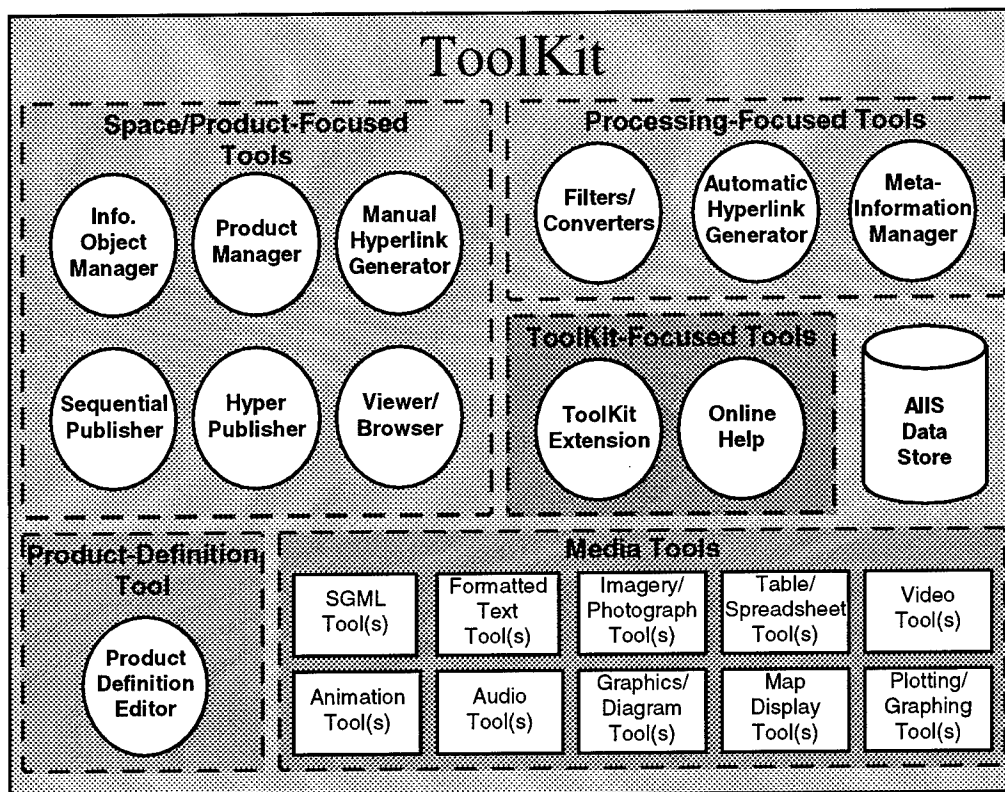 ToolKit
Space/Product-Focused
Tools
Info.
Object
Manager
Product
Manager
Manual
Hyperlink
Generator
Sequential
Publisher
Hyper
Publisher
Viewer/
Browser
Processing-Focused Tools
Filters/
Converters
Automatic
Hyperlink
Generator
Meta-
Information
Manager
ToolKit-Focused Tools
ToolKit
Extension
Online
Help
AIIS
Data
Store
Product-Definition
Tool
Product
Definition
Editor
Media Tools
SGML
Tool(s)
Formatted
Text
Tool(s)
Imagery/
Photograph
Tool(s)
Table/
Spreadsheet
Tool(s)
Video
Tool(s)
Animation
Tool(s)
Audio
Tool(s)
Graphics/
Diagram
Tool(s)
Map
Display
Tool(s)
Plotting/
Graphing
Tool(s)